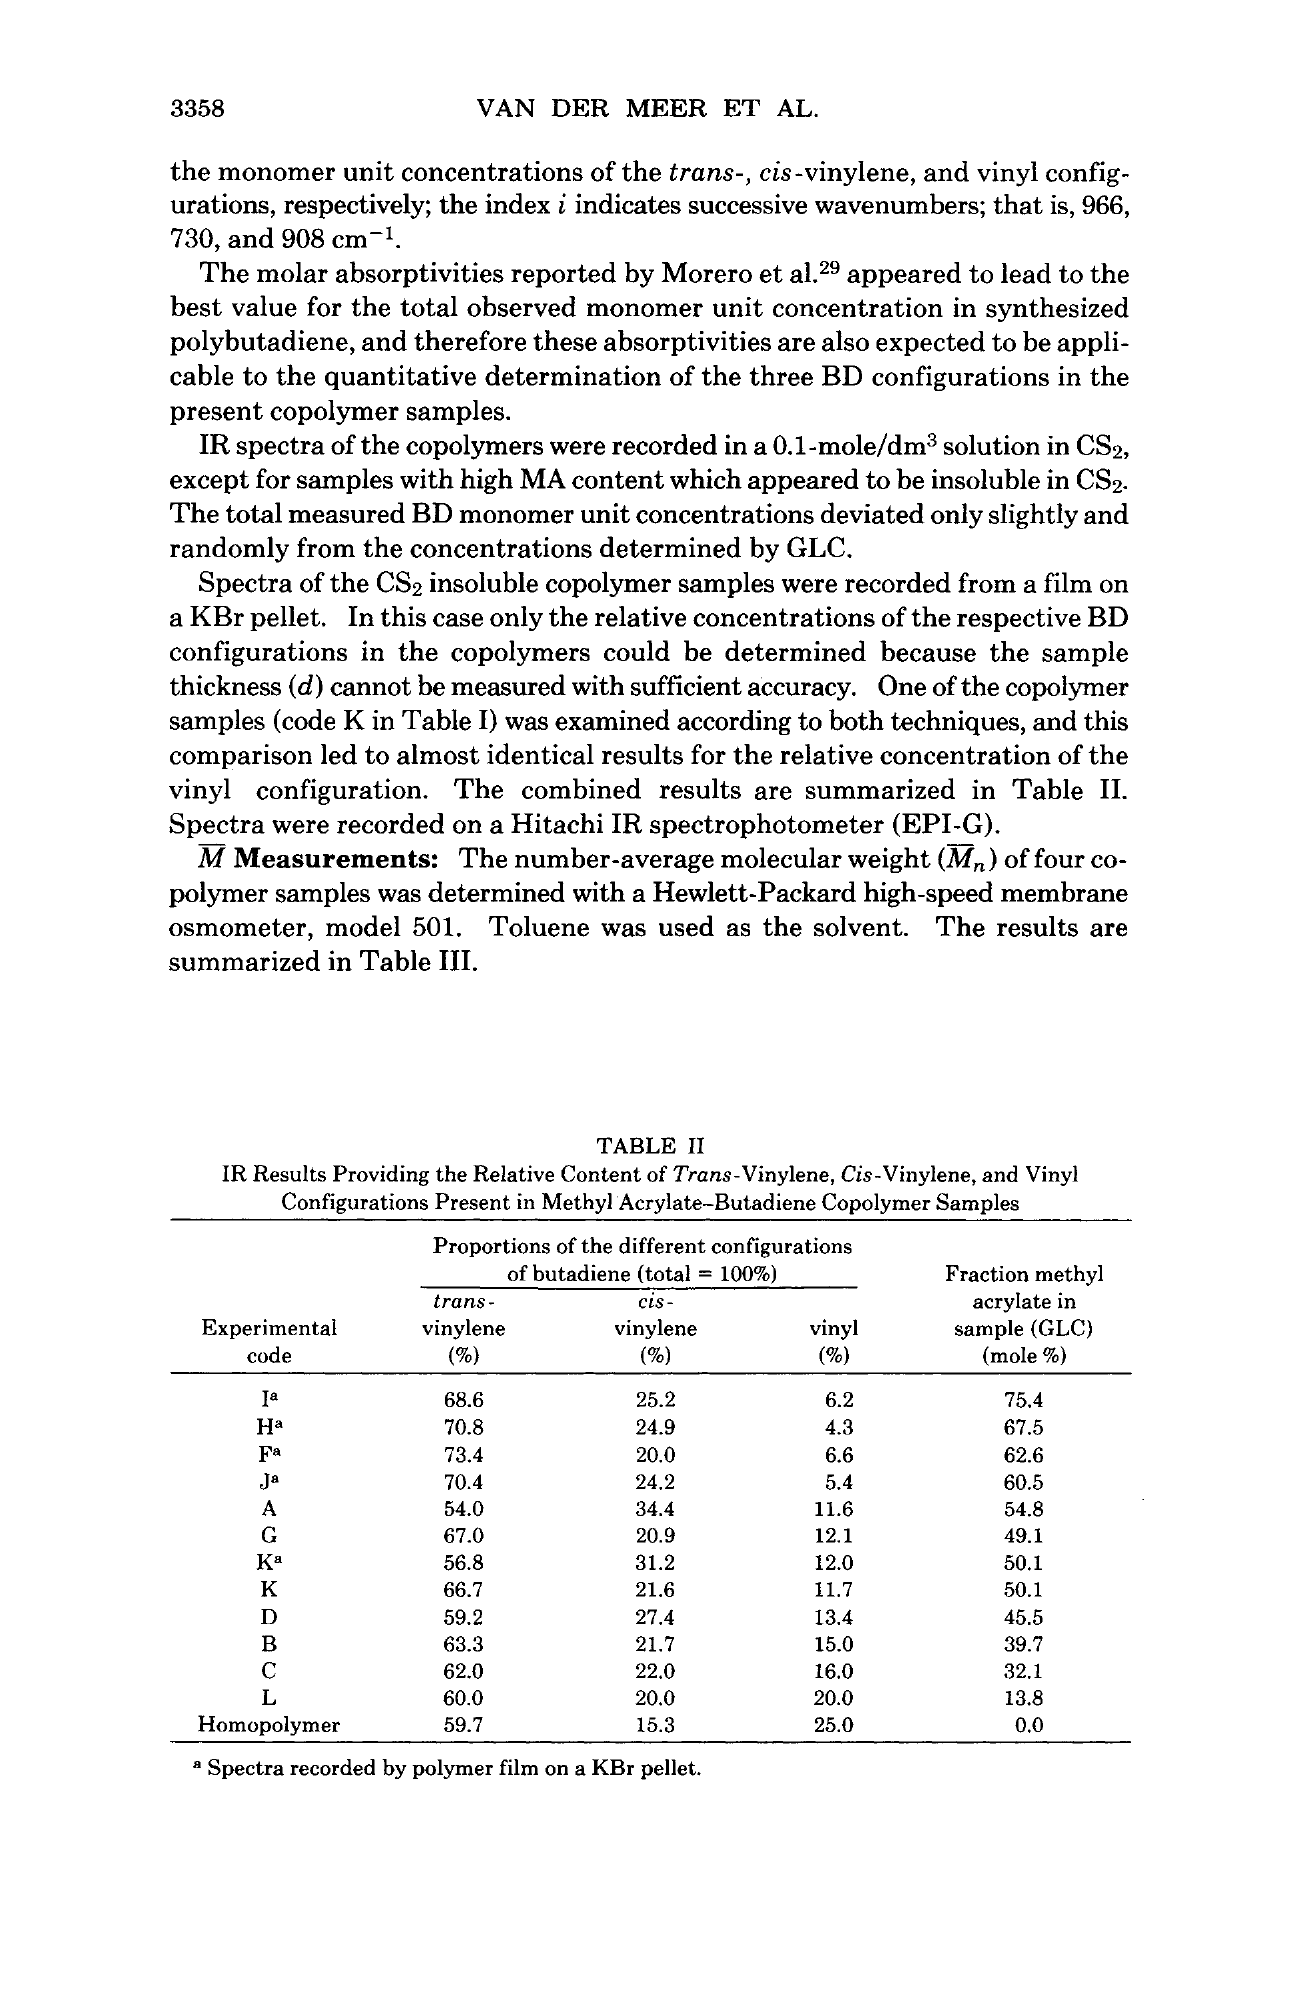 3358 VAN DER MEER ET AL.
the monomer unit concentrations of the trans-, cis-vinylene, and vinyl config-
urations, respectively; the index i indicates successive wavenumbers; that is, 966,
730, and 908 cm⁻¹.
The molar absorptivities reported by Morero et al.²⁹ appeared to lead to the
best value for the total observed monomer unit concentration in synthesized
polybutadiene, and therefore these absorptivities are also expected to be appli-
cable to the quantitative determination of the three BD configurations in the
present copolymer samples.
IR spectra of the copolymers were recorded in a 0.1-mole/dm³ solution in CS₂,
except for samples with high MA content which appeared to be insoluble in CS₂.
The total measured BD monomer unit concentrations deviated only slightly and
randomly from the concentrations determined by GLC.
Spectra of the CS₂ insoluble copolymer samples were recorded from a film on
a KBr pellet. In this case only the relative concentrations of the respective BD
configurations in the copolymers could be determined because the sample
thickness (d) cannot be measured with sufficient accuracy. One of the copolymer
samples (code K in Table I) was examined according to both techniques, and this
comparison led to almost identical results for the relative concentration of the
vinyl configuration. The combined results are summarized in Table II.
Spectra were recorded on a Hitachi IR spectrophotometer (EPI-G).
M̅ Measurements: The number-average molecular weight (M̅ₙ) of four co-
polymer samples was determined with a Hewlett-Packard high-speed membrane
osmometer, model 501. Toluene was used as the solvent. The results are
summarized in Table III.
TABLE II
IR Results Providing the Relative Content of Trans-Vinylene, Cis-Vinylene, and Vinyl
Configurations Present in Methyl Acrylate–Butadiene Copolymer Samples
Proportions of the different configurations
of butadiene (total = 100%) Fraction methyl
trans- cis- acrylate in
Experimental vinylene vinylene vinyl sample (GLC)
code (%) (%) (%) (mole %)
Iᵃ 68.6 25.2 6.2 75.4
Hᵃ 70.8 24.9 4.3 67.5
Fᵃ 73.4 20.0 6.6 62.6
Jᵃ 70.4 24.2 5.4 60.5
A 54.0 34.4 11.6 54.8
G 67.0 20.9 12.1 49.1
Kᵃ 56.8 31.2 12.0 50.1
K 66.7 21.6 11.7 50.1
D 59.2 27.4 13.4 45.5
B 63.3 21.7 15.0 39.7
C 62.0 22.0 16.0 32.1
L 60.0 20.0 20.0 13.8
Homopolymer 59.7 15.3 25.0 0.0
ᵃ Spectra recorded by polymer film on a KBr pellet.